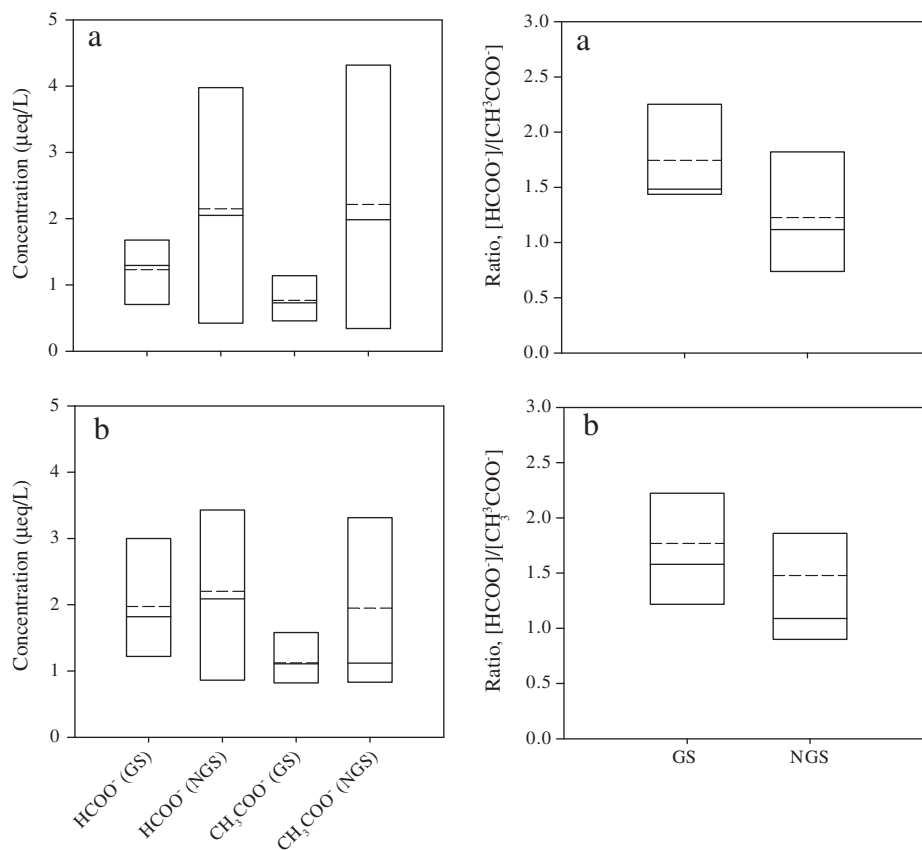 a
Concentration (µeq/L)
5
4
3
2
1
0
a
Ratio, [HCOO⁻]/[CH³COO⁻]
3.0
2.5
2.0
1.5
1.0
0.5
0.0
b
Concentration (µeq/L)
5
4
3
2
1
0
HCOO⁻ (GS)
HCOO⁻ (NGS)
CH₃COO⁻ (GS)
CH₃COO⁻ (NGS)
b
Ratio, [HCOO⁻]/[CH₃³COO⁻]
3.0
2.5
2.0
1.5
1.0
0.5
0.0
GS
NGS